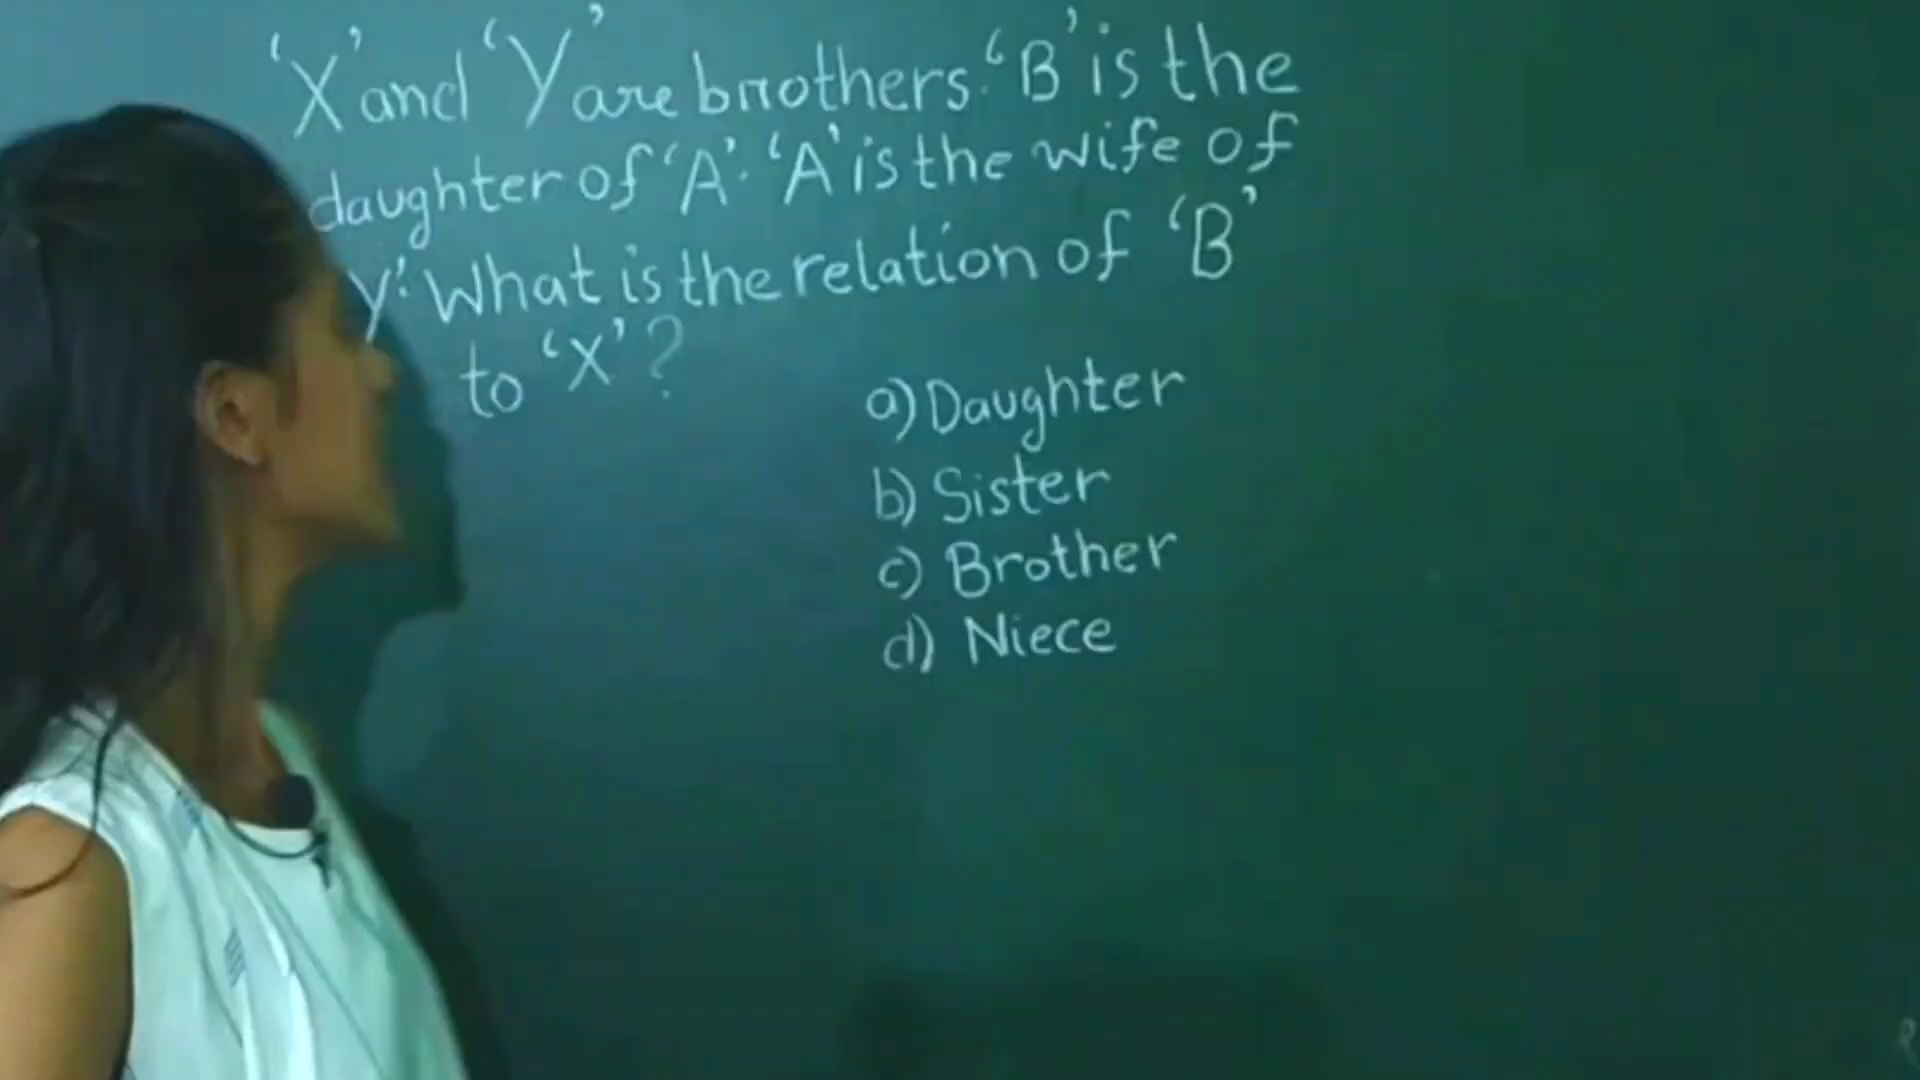 'X' and 'Y' are brothers. 'B' is the
daughter of 'A'. 'A' is the wife of
Y'. What is the relation of 'B'
to 'X'?
a) Daughter
b) Sister
c) Brother
d) Niece